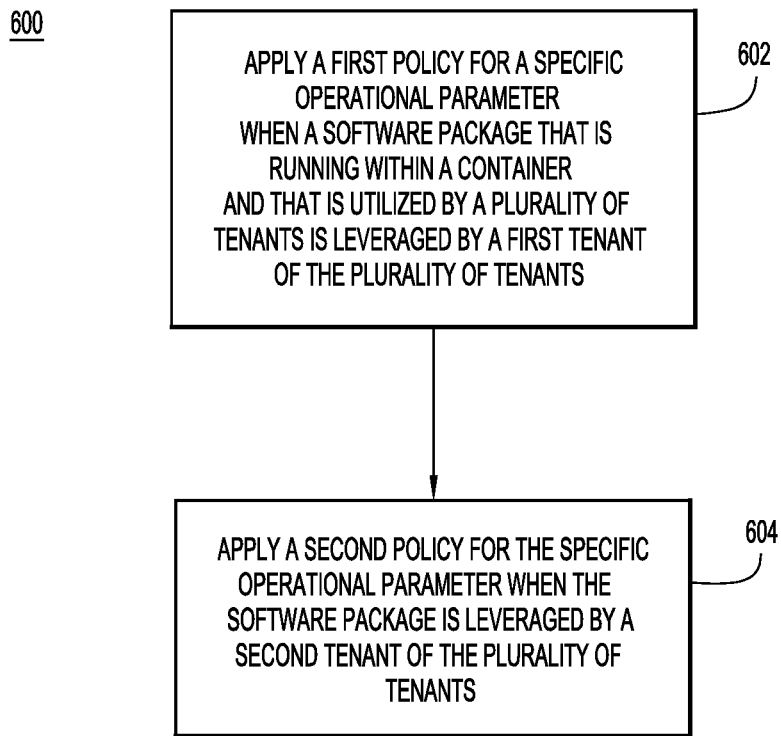 600
APPLY A FIRST POLICY FOR A SPECIFIC
OPERATIONAL PARAMETER
WHEN A SOFTWARE PACKAGE THAT IS
RUNNING WITHIN A CONTAINER
AND THAT IS UTILIZED BY A PLURALITY OF
TENANTS IS LEVERAGED BY A FIRST TENANT
OF THE PLURALITY OF TENANTS
602
APPLY A SECOND POLICY FOR THE SPECIFIC
OPERATIONAL PARAMETER WHEN THE
SOFTWARE PACKAGE IS LEVERAGED BY A
SECOND TENANT OF THE PLURALITY OF
TENANTS
604